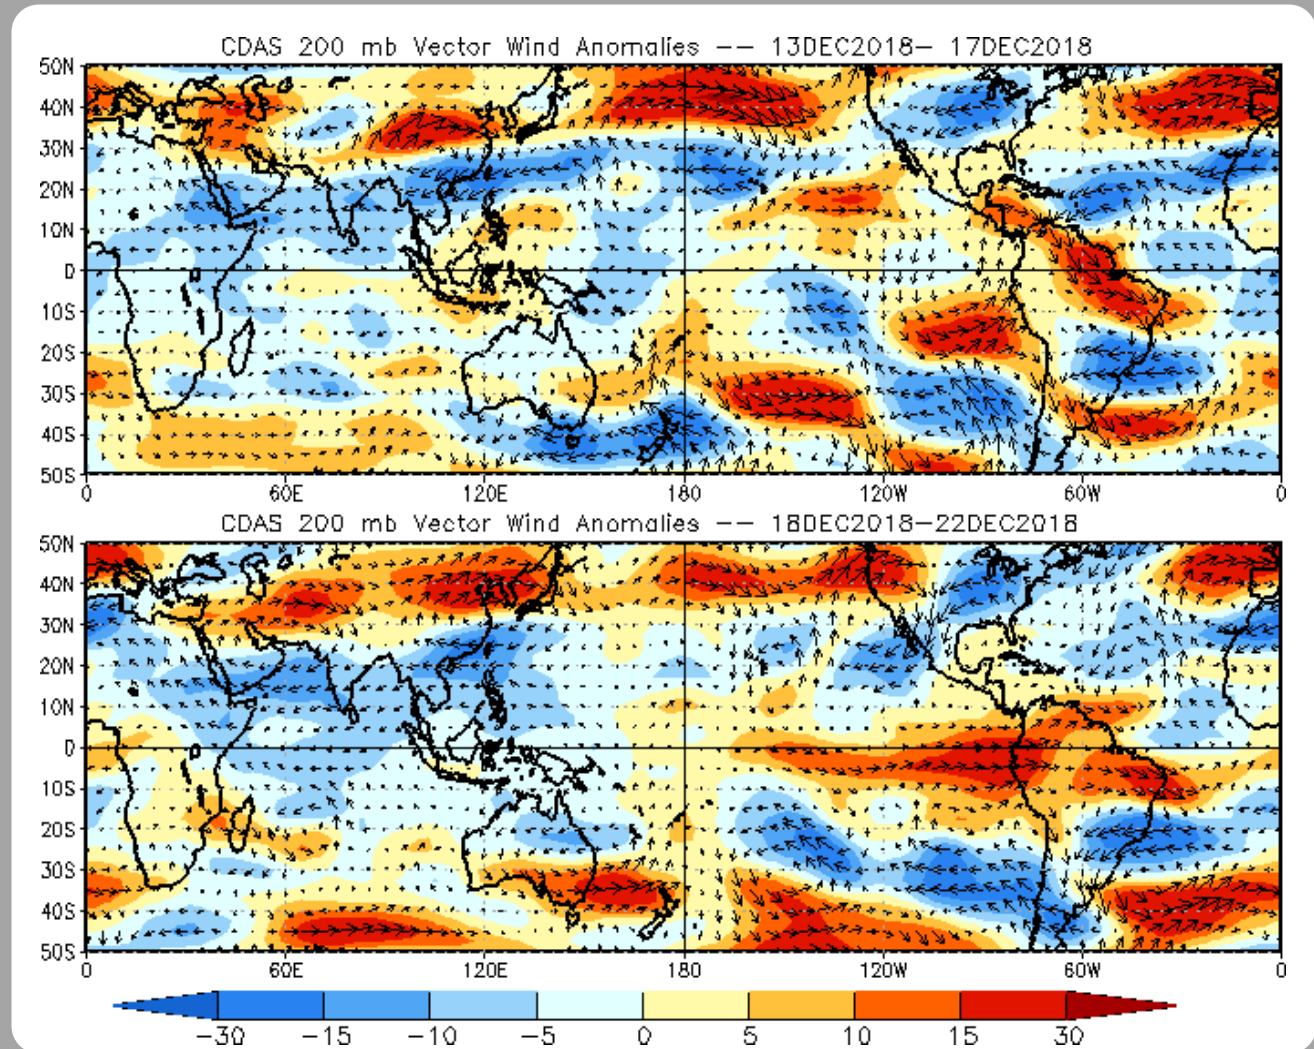 CDAS 200 mb Vector Wind Anomalies -- 13DEC2018- 17DEC2018
50N
40N
30N
20N
10N
0
10S
20S
30S
40S
50S
0 60E 120E 180 120W 60W 0
CDAS 200 mb Vector Wind Anomalies -- 18DEC2018-22DEC2018
50N
40N
30N
20N
10N
0
10S
20S
30S
40S
50S
0 60E 120E 180 120W 60W 0
-30 -15 -10 -5 0 5 10 15 30